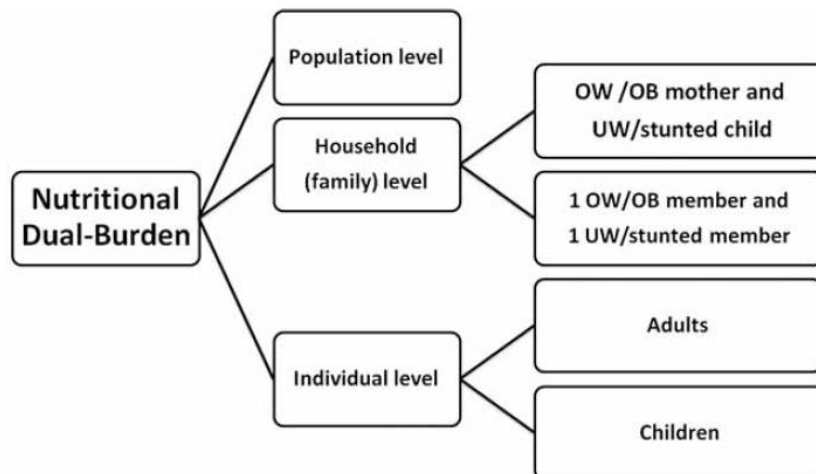 Nutritional
Dual-Burden
Population level
Household
(family) level
OW /OB mother and
UW/stunted child
1 OW/OB member and
1 UW/stunted member
Individual level
Adults
Children